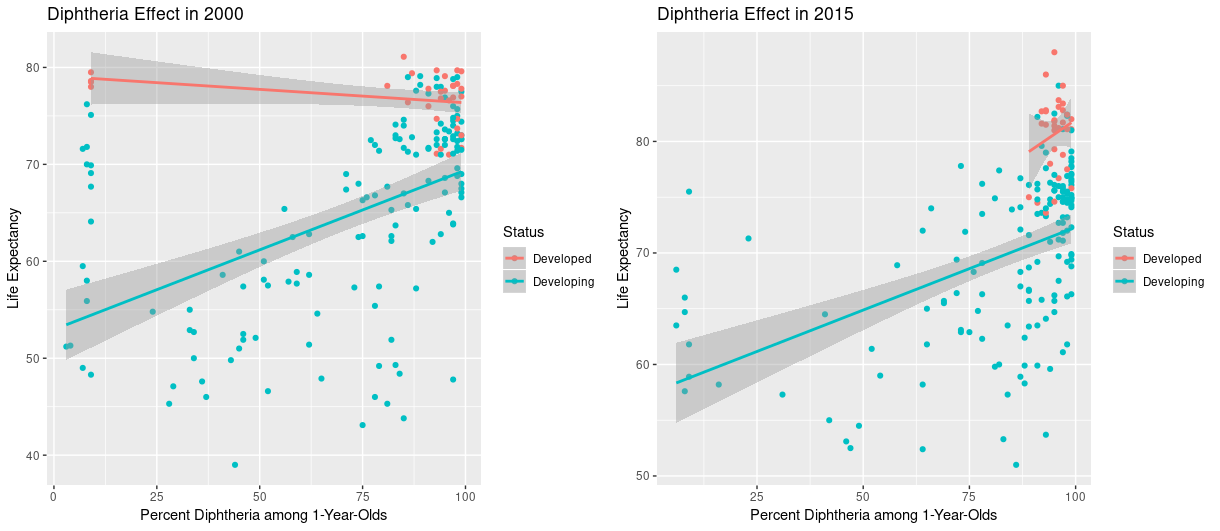 Diphtheria Effect in 2000
80
70
60
50
40
0
25
50
75
100
Percent Diphtheria among 1-Year-Olds
Life Expectancy
Status
Developed
Developing
Diphtheria Effect in 2015
80
70
60
50
25
50
75
100
Percent Diphtheria among 1-Year-Olds
Life Expectancy
Status
Developed
Developing